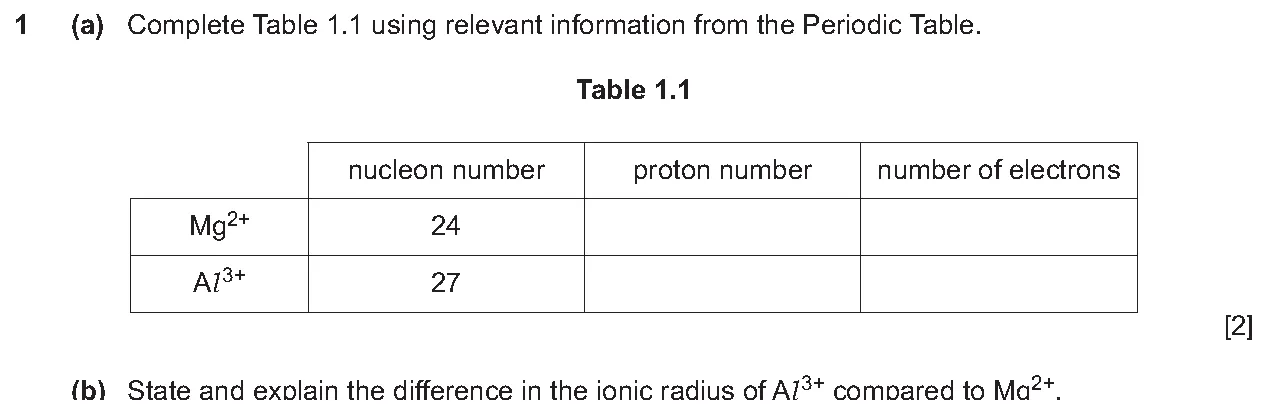 1 (a) Complete Table 1.1 using relevant information from the Periodic Table.
Table 1.1
nucleon number proton number number of electrons
Mg²⁺ 24
Al³⁺ 27
[2]
(b) State and explain the difference in the ionic radius of Al³⁺ compared to Mg²⁺.